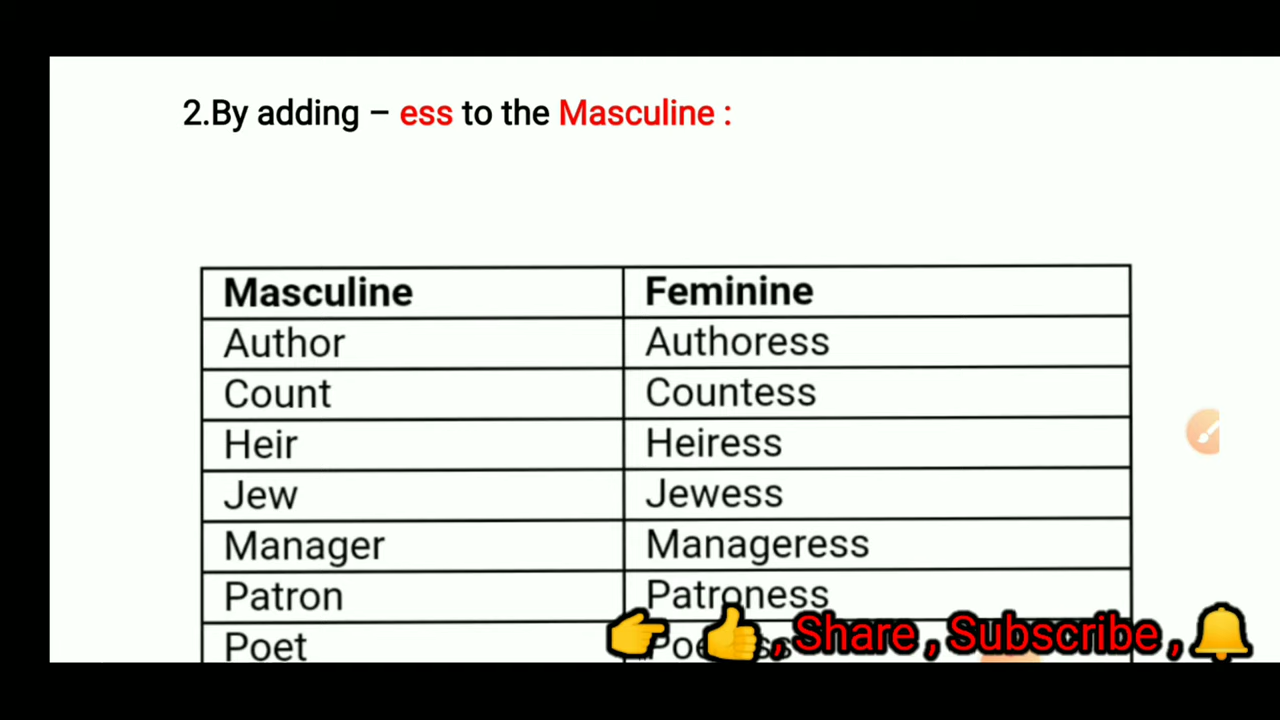 2.By adding – ess to the Masculine :
Masculine Feminine
Author Authoress
Count Countess
Heir Heiress
Jew Jewess
Manager Manageress
Patron Patroness
Poet
👉 👍,Share,Subscribe,🔔